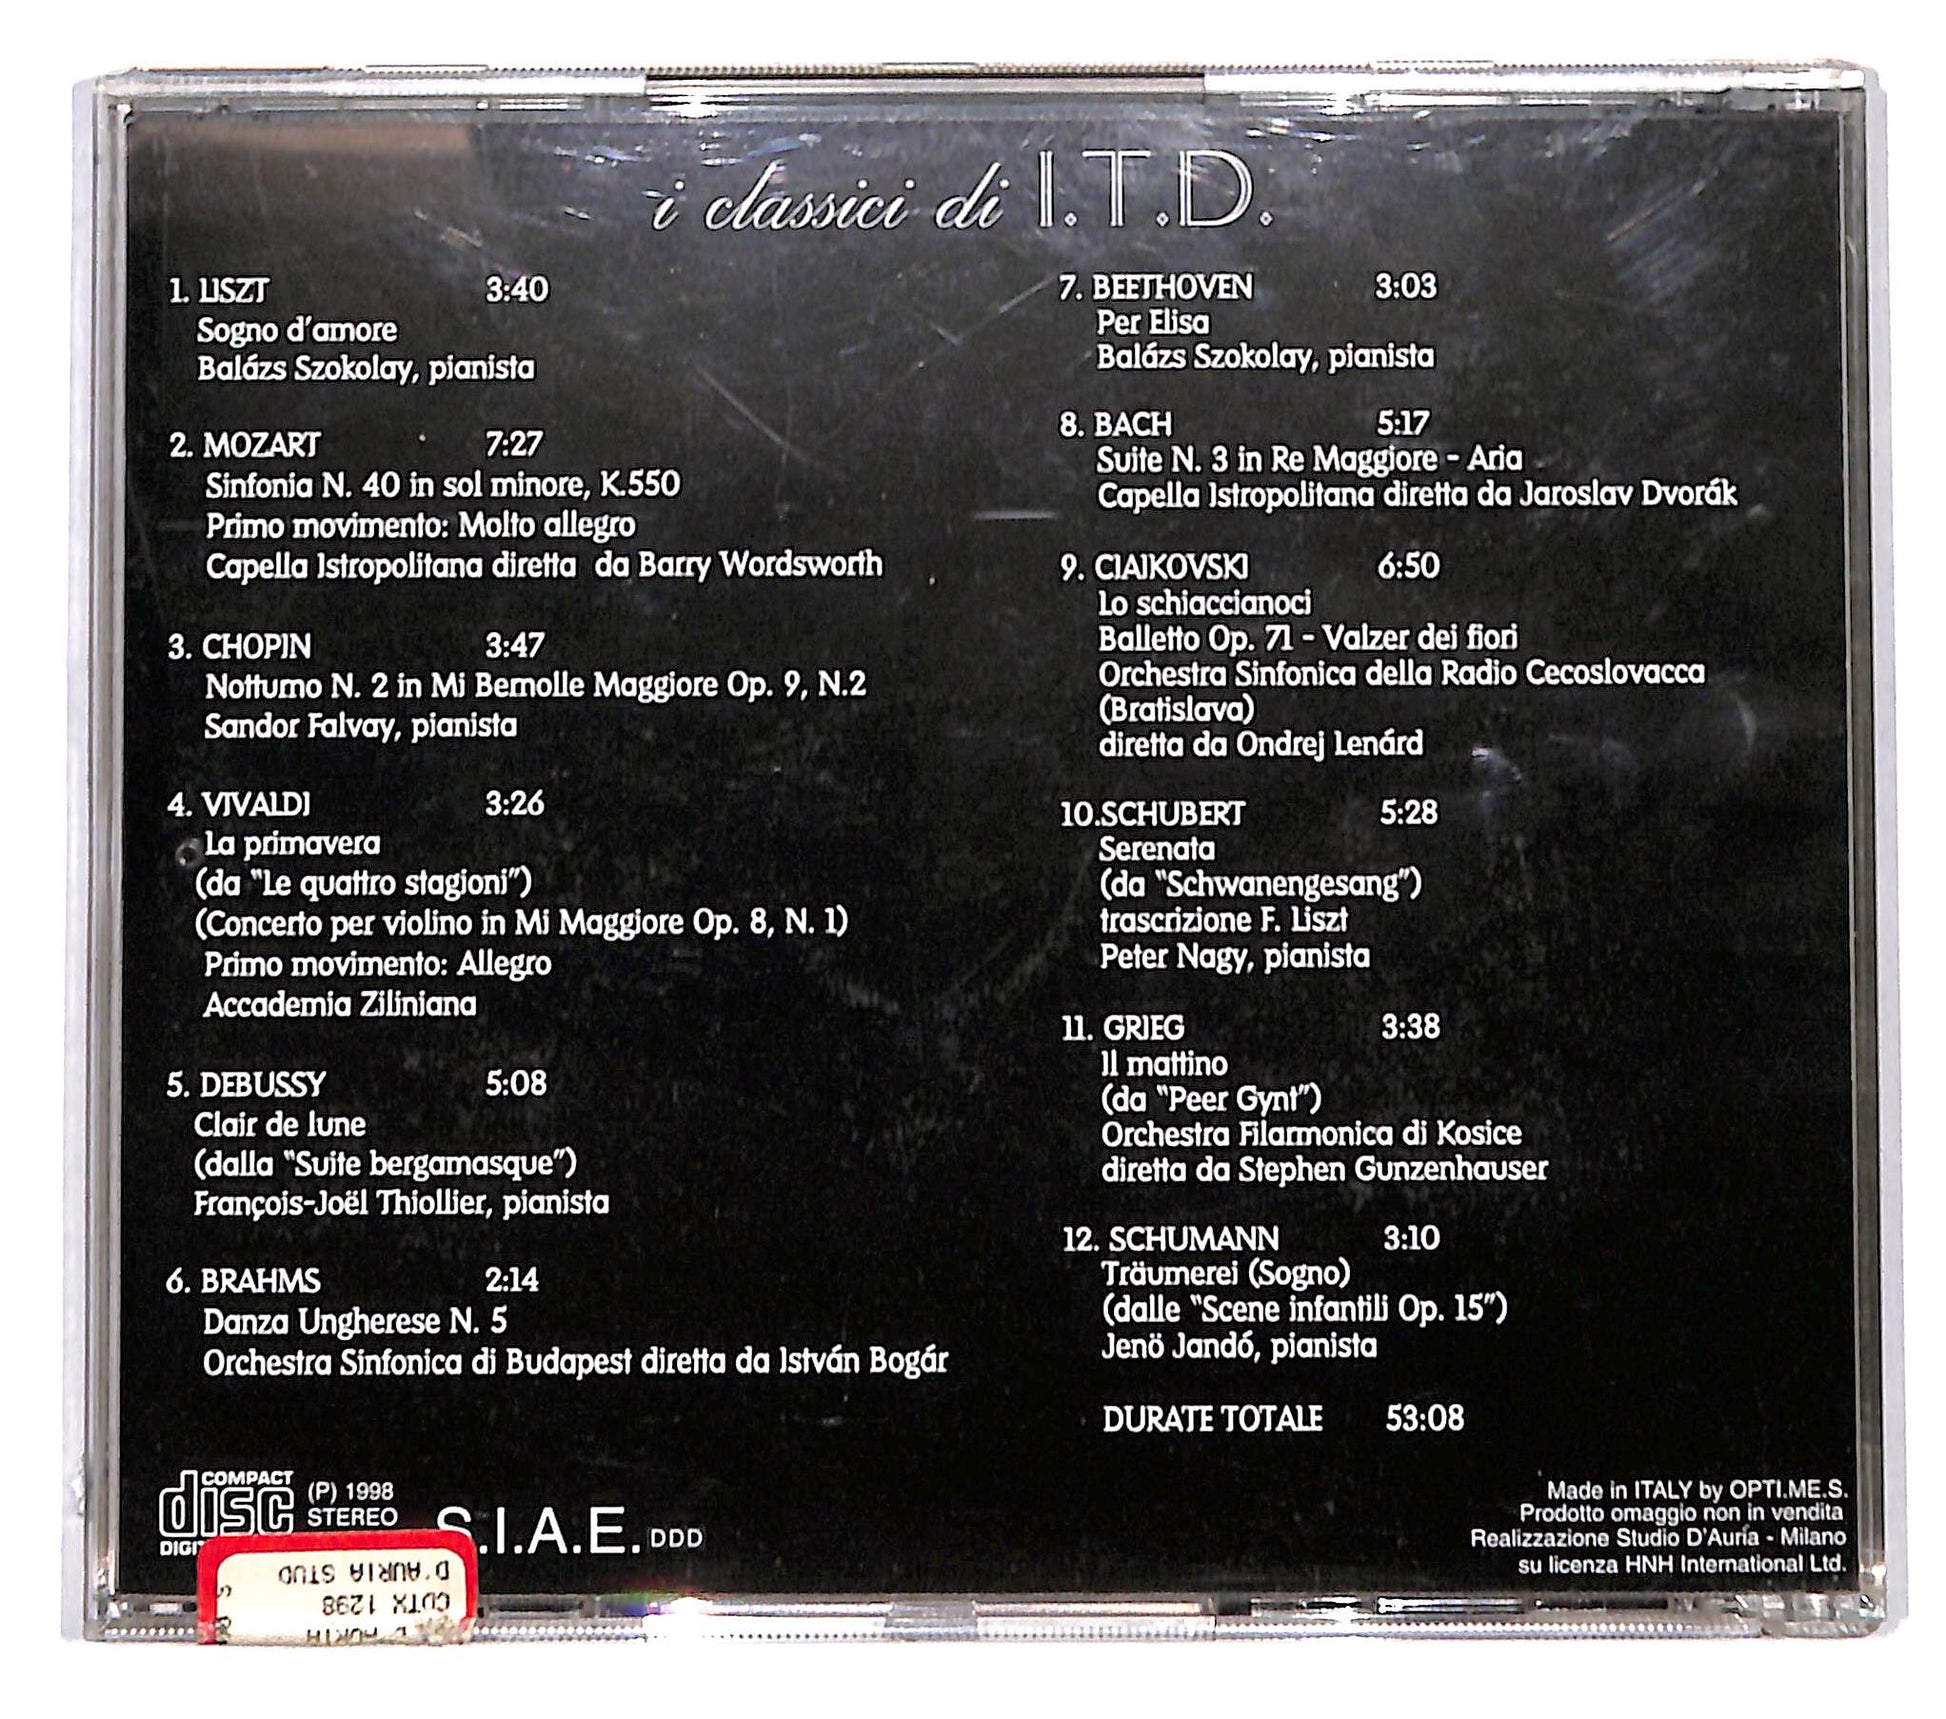 i classici di I.T.D.
1. LISZT 3:40
Sogno d'amore
Balázs Szokolay, pianista
2. MOZART 7:27
Sinfonia N. 40 in sol minore, K.550
Primo movimento: Molto allegro
Capella Istropolitana diretta da Barry Wordsworth
3. CHOPIN 3:47
Notturno N. 2 in Mi Bemolle Maggiore Op. 9, N.2
Sandor Falvay, pianista
4. VIVALDI 3:26
La primavera
(da "Le quattro stagioni")
(Concerto per violino in Mi Maggiore Op. 8, N. 1)
Primo movimento: Allegro
Accademia Ziliniana
5. DEBUSSY 5:08
Clair de lune
(dalla "Suite bergamasque")
François-Joël Thiollier, pianista
6. BRAHMS 2:14
Danza Ungherese N. 5
Orchestra Sinfonica di Budapest diretta da István Bogár
7. BEETHOVEN 3:03
Per Elisa
Balázs Szokolay, pianista
8. BACH 5:17
Suite N. 3 in Re Maggiore - Aria
Capella Istropolitana diretta da Jaroslav Dvorák
9. CIAIKOVSKI 6:50
Lo schiaccianoci
Balletto Op. 71 - Valzer dei fiori
Orchestra Sinfonica della Radio Cecoslovacca
(Bratislava)
diretta da Ondrej Lenárd
10.SCHUBERT 5:28
Serenata
(da "Schwanengesang")
trascrizione F. Liszt
Peter Nagy, pianista
11. GRIEG 3:38
Il mattino
(da "Peer Gynt")
Orchestra Filarmonica di Kosice
diretta da Stephen Gunzenhauser
12. SCHUMANN 3:10
Träumerei (Sogno)
(dalle "Scene infantili Op. 15")
Jenö Jandó, pianista
DURATE TOTALE 53:08
COMPACT
disc
DIGI
(P) 1998
STEREO
S.I.A.E. DDD
D'AURIA STUD
CDTX 1298
D'AURIA
Made in ITALY by OPTI.ME.S.
Prodotto omaggio non in vendita
Realizzazione Studio D'Auria - Milano
su licenza HNH International Ltd.